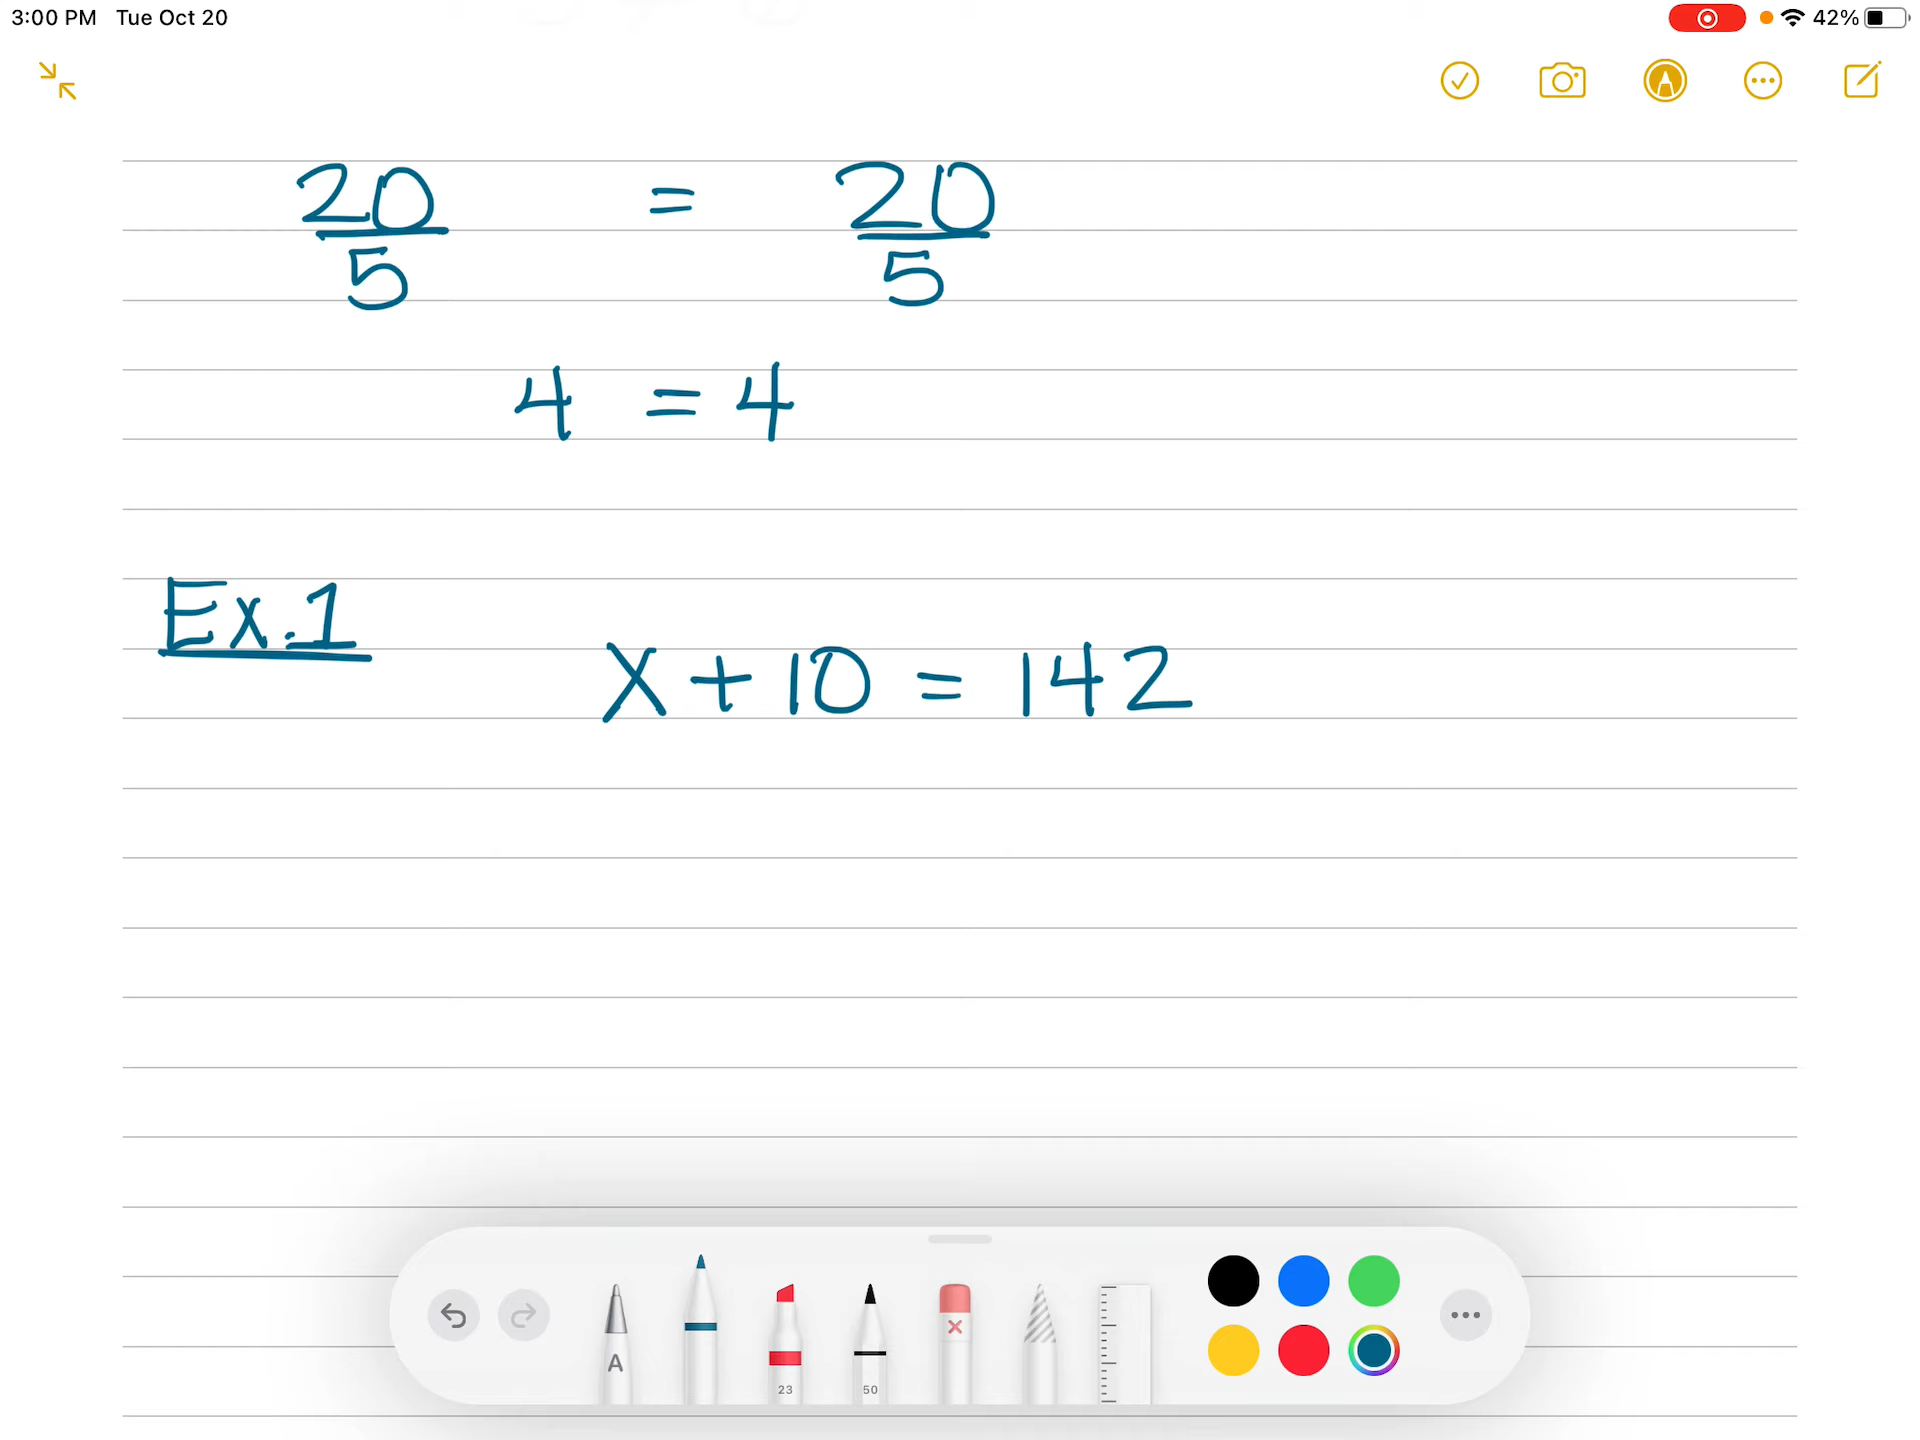 3:00 PM Tue Oct 20 42%
20 = 20
5 5
4 = 4
Ex.1
x + 10 = 142
A 23 50